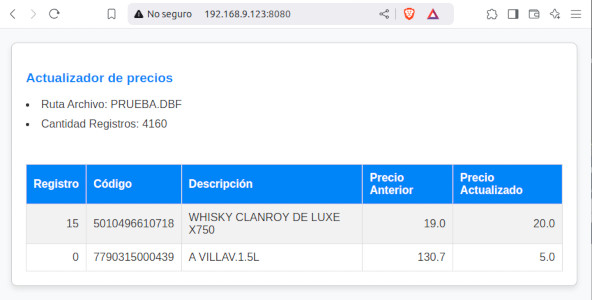 No seguro 192.168.9.123:8080
Actualizador de precios
Ruta Archivo: PRUEBA.DBF
Cantidad Registros: 4160
Registro Código Descripción Precio Anterior Precio Actualizado
15 5010496610718 WHISKY CLANROY DE LUXE X750 19.0 20.0
0 7790315000439 A VILLAV.1.5L 130.7 5.0